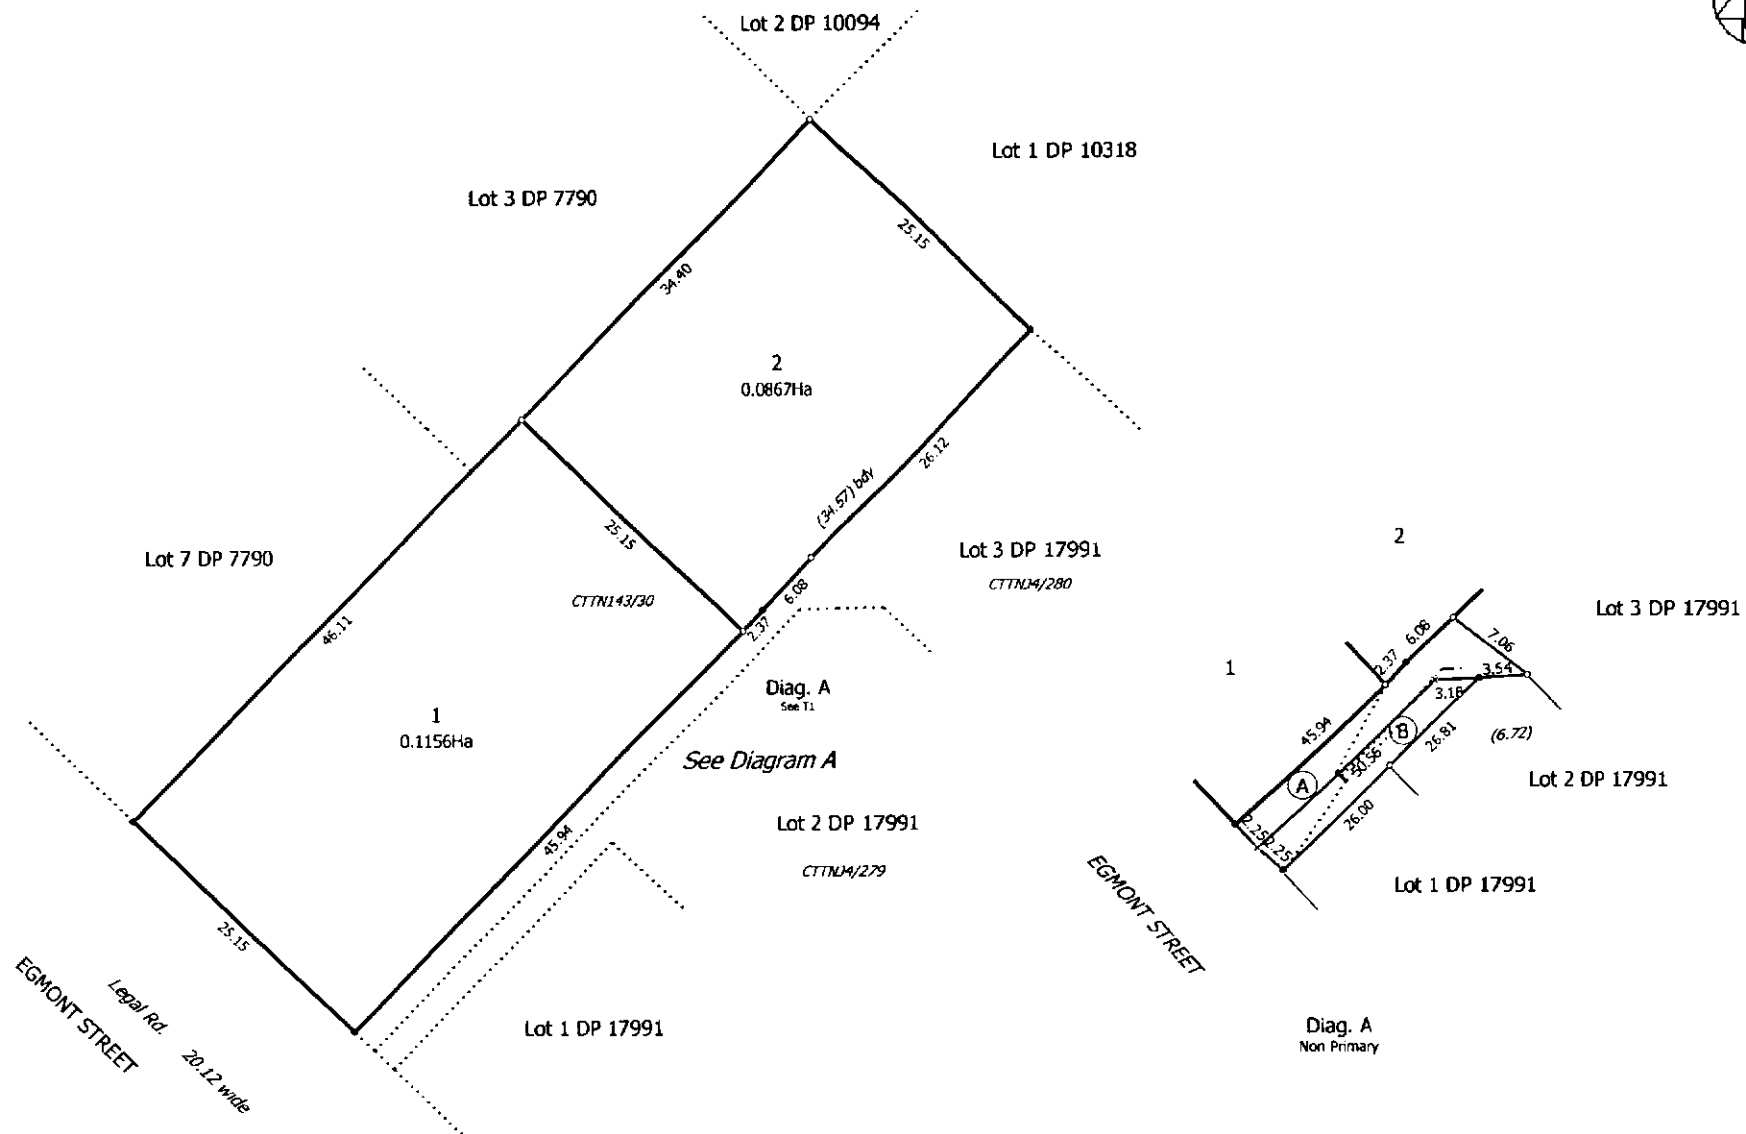 Lot 2 DP 10094
Lot 1 DP 10318
Lot 3 DP 7790
25.15
34.40
2
0.0867Ha
26.12
(34.57) bdy
25.15
Lot 7 DP 7790
Lot 3 DP 17991
CTTNJ4/280
CTTN143/30
6.08
2.37
46.11
Diag. A
See T1
1
0.1156Ha
See Diagram A
Lot 2 DP 17991
CTTNJ4/279
45.94
25.15
Legal Rd.
20.12 wide
EGMONT STREET
Lot 1 DP 17991
2
Lot 3 DP 17991
1
6.08
7.06
2.37
3.54
3.18
45.94
B
26.81
(6.72)
50.56
A
Lot 2 DP 17991
26.00
2.25
2.25
Lot 1 DP 17991
EGMONT STREET
Diag. A
Non Primary